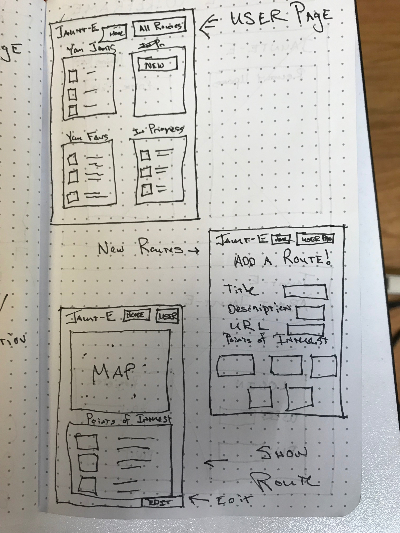 USER PAGE
JAUNT-E HOME All Routes
Your Jaunts
NEW
Your Favs In Progress
New Routes
JAUNT-E HOME USER PAGE
ADD A ROUTE!
Title
Description
URL
Points of Interest
JAUNT-E HOME USER
MAP
Points of Interest
EDIT
SHOW
ROUTE
EDIT